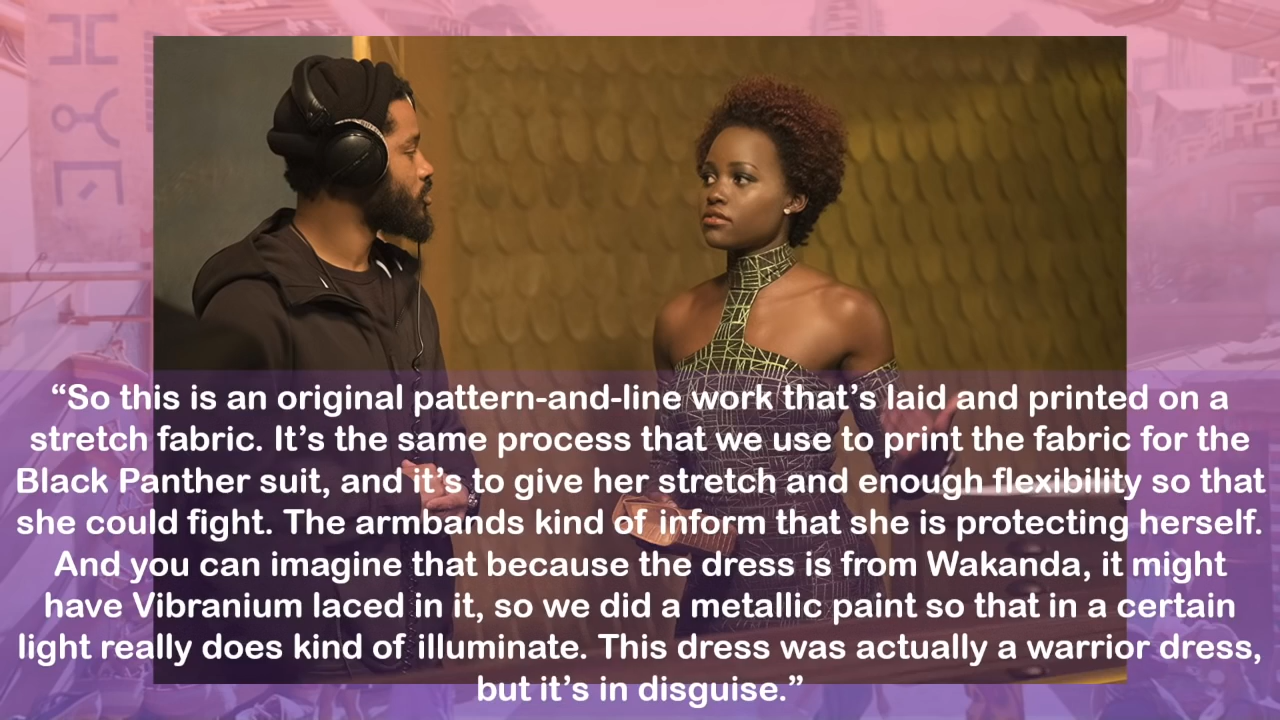 “So this is an original pattern-and-line work that’s laid and printed on a
stretch fabric. It’s the same process that we use to print the fabric for the
Black Panther suit, and it’s to give her stretch and enough flexibility so that
she could fight. The armbands kind of inform that she is protecting herself.
And you can imagine that because the dress is from Wakanda, it might
have Vibranium laced in it, so we did a metallic paint so that in a certain
light really does kind of illuminate. This dress was actually a warrior dress,
but it’s in disguise.”